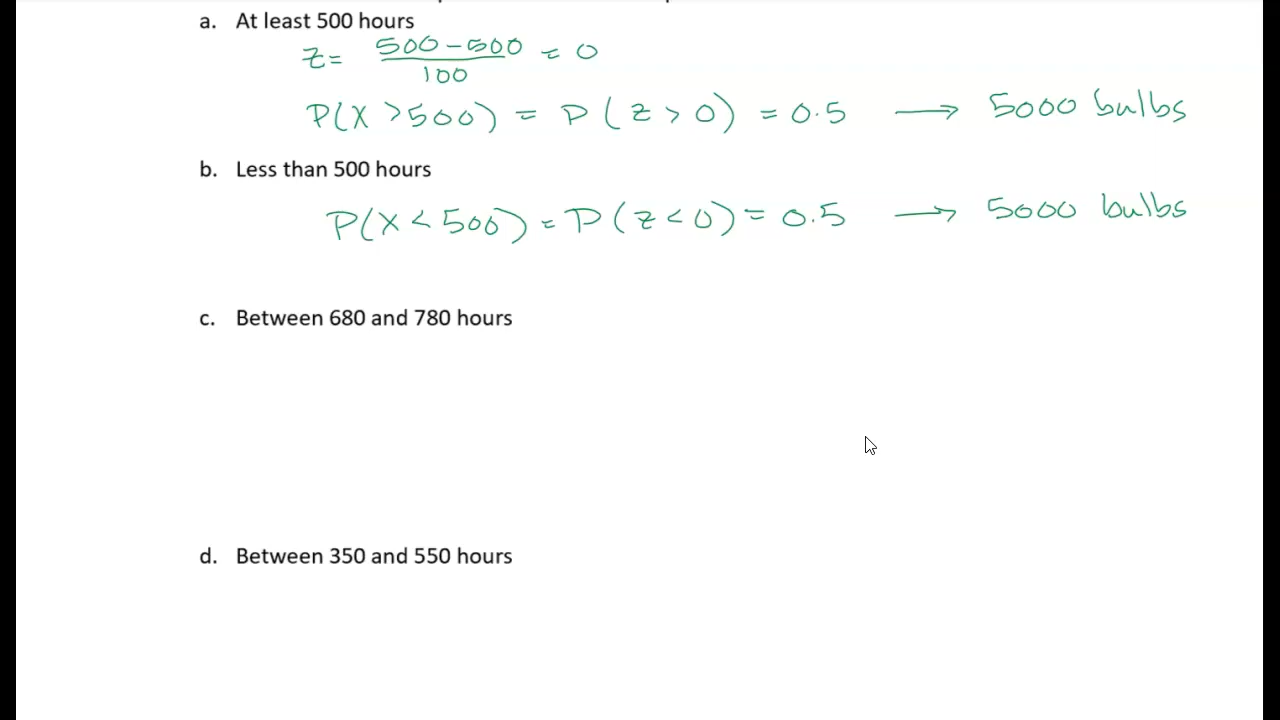 a. At least 500 hours
z = 500 - 500 / 100 = 0
P(X > 500) = P(z > 0) = 0.5 → 5000 bulbs
b. Less than 500 hours
P(X < 500) = P(z < 0) = 0.5 → 5000 bulbs
c. Between 680 and 780 hours
d. Between 350 and 550 hours